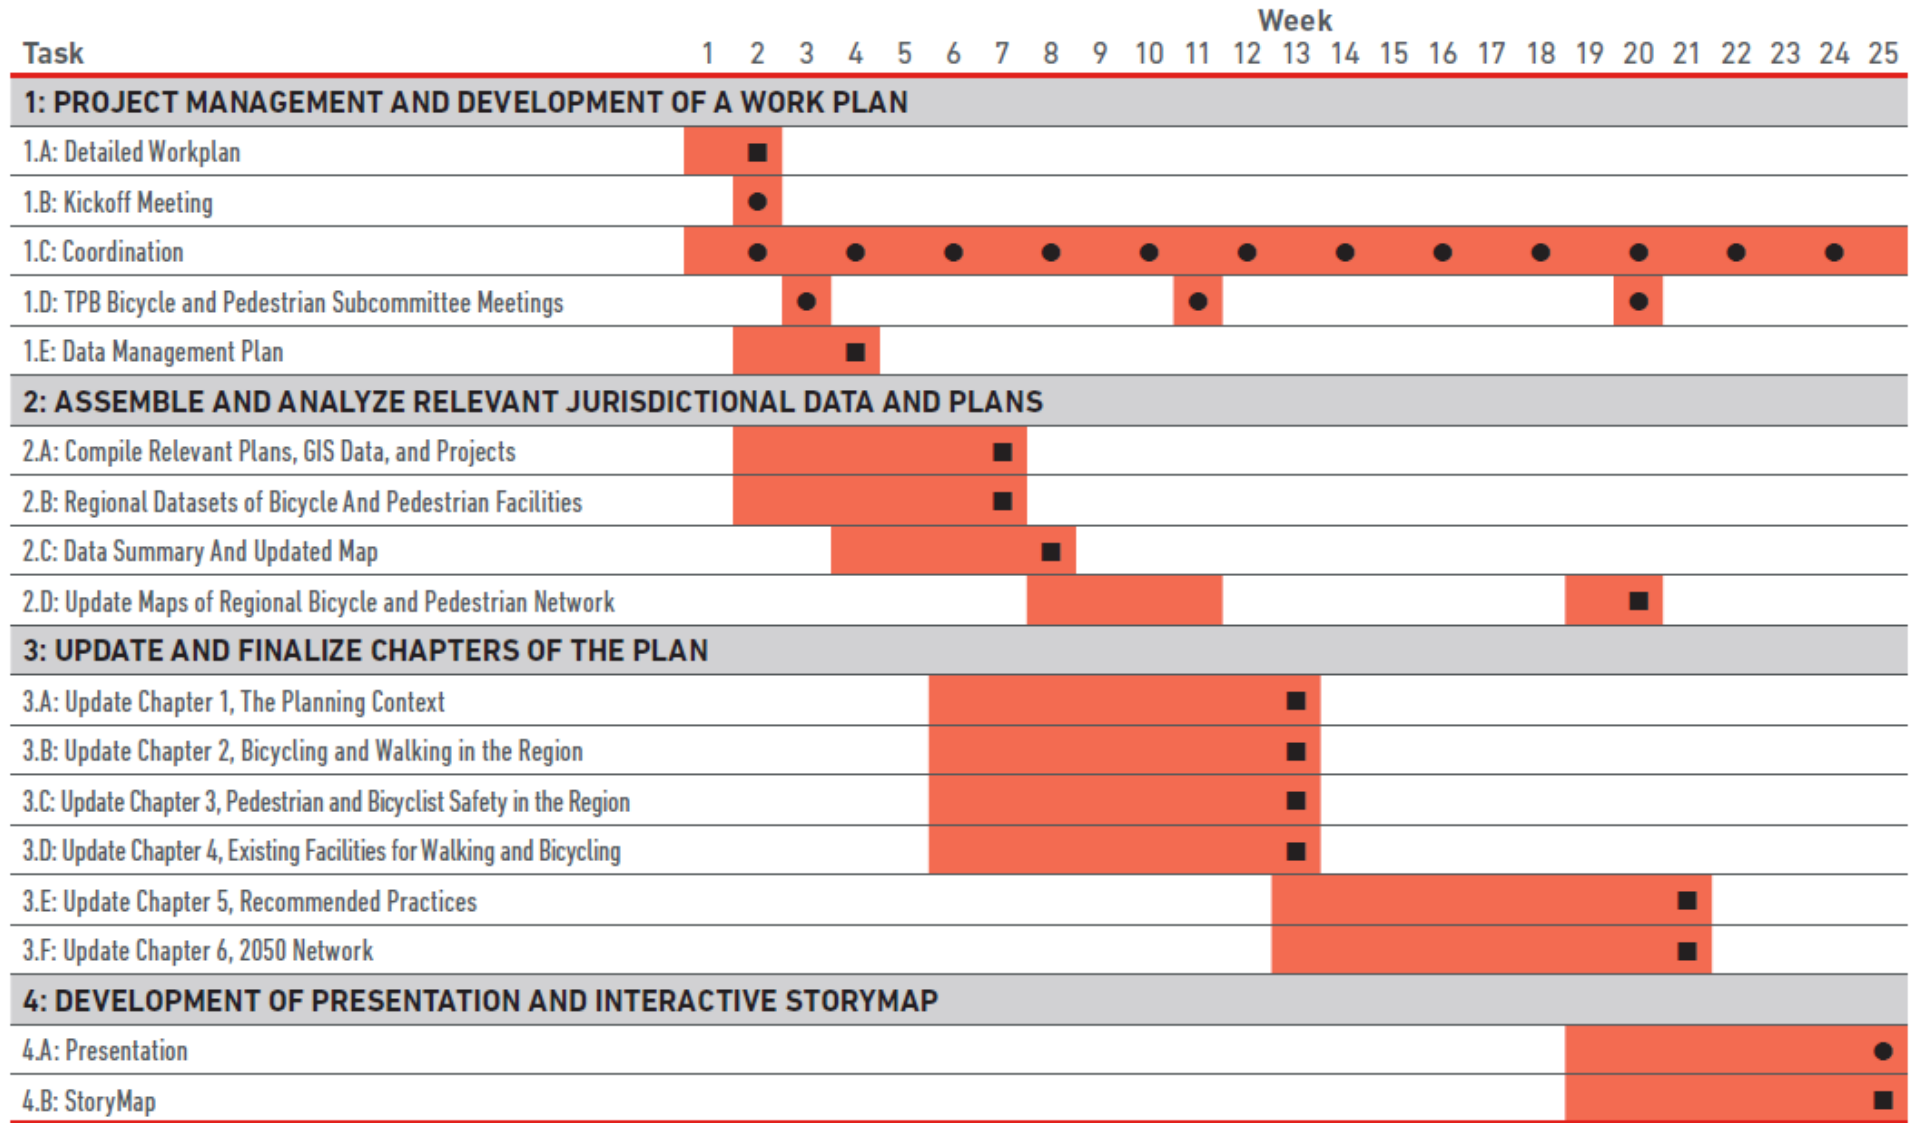 Week
Task 1 2 3 4 5 6 7 8 9 10 11 12 13 14 15 16 17 18 19 20 21 22 23 24 25
1: PROJECT MANAGEMENT AND DEVELOPMENT OF A WORK PLAN
1.A: Detailed Workplan
1.B: Kickoff Meeting
1.C: Coordination
1.D: TPB Bicycle and Pedestrian Subcommittee Meetings
1.E: Data Management Plan
2: ASSEMBLE AND ANALYZE RELEVANT JURISDICTIONAL DATA AND PLANS
2.A: Compile Relevant Plans, GIS Data, and Projects
2.B: Regional Datasets of Bicycle And Pedestrian Facilities
2.C: Data Summary And Updated Map
2.D: Update Maps of Regional Bicycle and Pedestrian Network
3: UPDATE AND FINALIZE CHAPTERS OF THE PLAN
3.A: Update Chapter 1, The Planning Context
3.B: Update Chapter 2, Bicycling and Walking in the Region
3.C: Update Chapter 3, Pedestrian and Bicyclist Safety in the Region
3.D: Update Chapter 4, Existing Facilities for Walking and Bicycling
3.E: Update Chapter 5, Recommended Practices
3.F: Update Chapter 6, 2050 Network
4: DEVELOPMENT OF PRESENTATION AND INTERACTIVE STORYMAP
4.A: Presentation
4.B: StoryMap